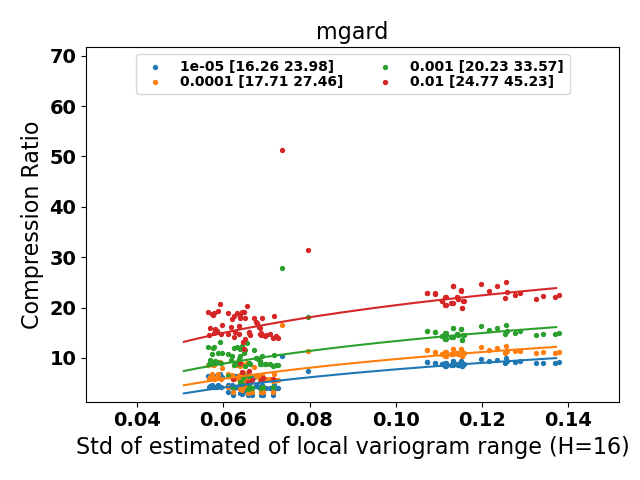 mgard
1e-05 [16.26 23.98]
0.0001 [17.71 27.46]
0.001 [20.23 33.57]
0.01 [24.77 45.23]
Compression Ratio
70
60
50
40
30
20
10
0.04 0.06 0.08 0.10 0.12 0.14
Std of estimated of local variogram range (H=16)